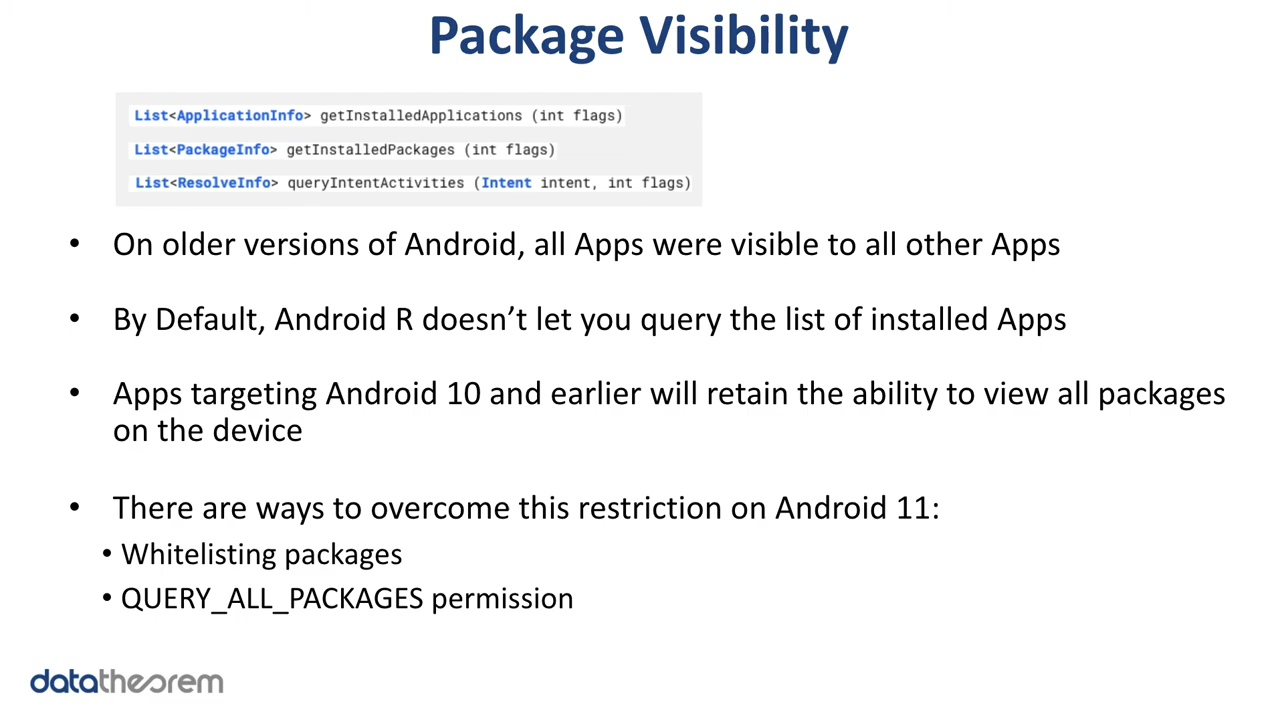 Package Visibility
List<ApplicationInfo> getInstalledApplications (int flags)
List<PackageInfo> getInstalledPackages (int flags)
List<ResolveInfo> queryIntentActivities (Intent intent, int flags)
• On older versions of Android, all Apps were visible to all other Apps
• By Default, Android R doesn’t let you query the list of installed Apps
• Apps targeting Android 10 and earlier will retain the ability to view all packages
on the device
• There are ways to overcome this restriction on Android 11:
• Whitelisting packages
• QUERY_ALL_PACKAGES permission
datatheorem